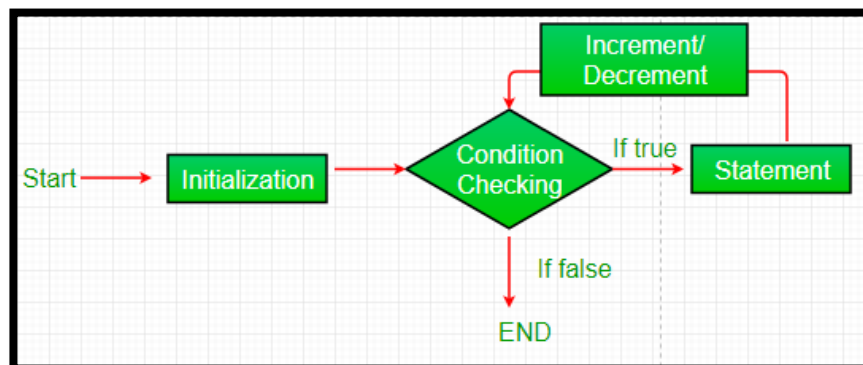 Start
Initialization
Condition
Checking
If true
Statement
Increment/
Decrement
If false
END